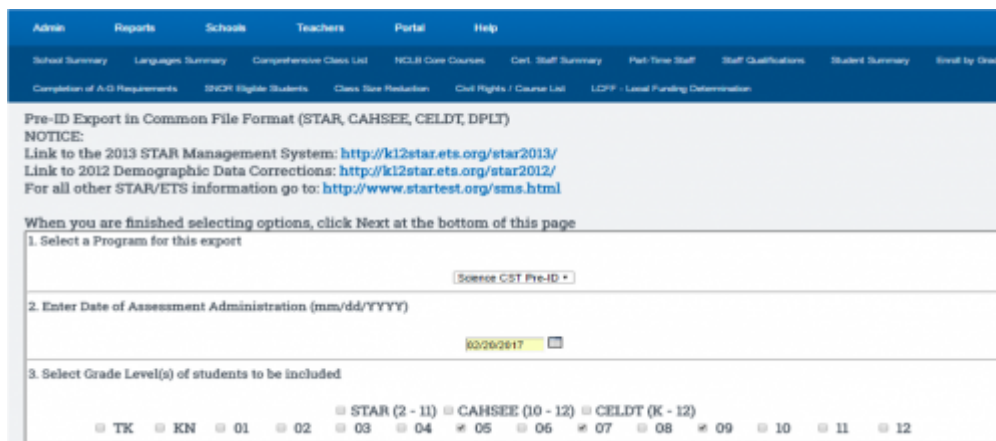 Admin Reports Schools Teachers Portal Help
School Summary Languages Summary Comprehensive Class List NCLB Core Courses Cert. Staff Summary Part-Time Staff Staff Qualifications Student Summary Enroll by Grad
Completion of A-G Requirements SNOR Eligible Students Class Size Reduction Civil Rights / Course List LCFF - Local Funding Determination
Pre-ID Export in Common File Format (STAR, CAHSEE, CELDT, DPLT)
NOTICE:
Link to the 2013 STAR Management System: http://k12star.ets.org/star2013/
Link to 2012 Demographic Data Corrections: http://k12star.ets.org/star2012/
For all other STAR/ETS information go to: http://www.startest.org/sms.html
When you are finished selecting options, click Next at the bottom of this page
1. Select a Program for this export
Science CST Pre-ID
2. Enter Date of Assessment Administration (mm/dd/YYYY)
02/20/2017
3. Select Grade Level(s) of students to be included
STAR (2 - 11) CAHSEE (10 - 12) CELDT (K - 12)
TK KN 01 02 03 04 05 06 07 08 09 10 11 12